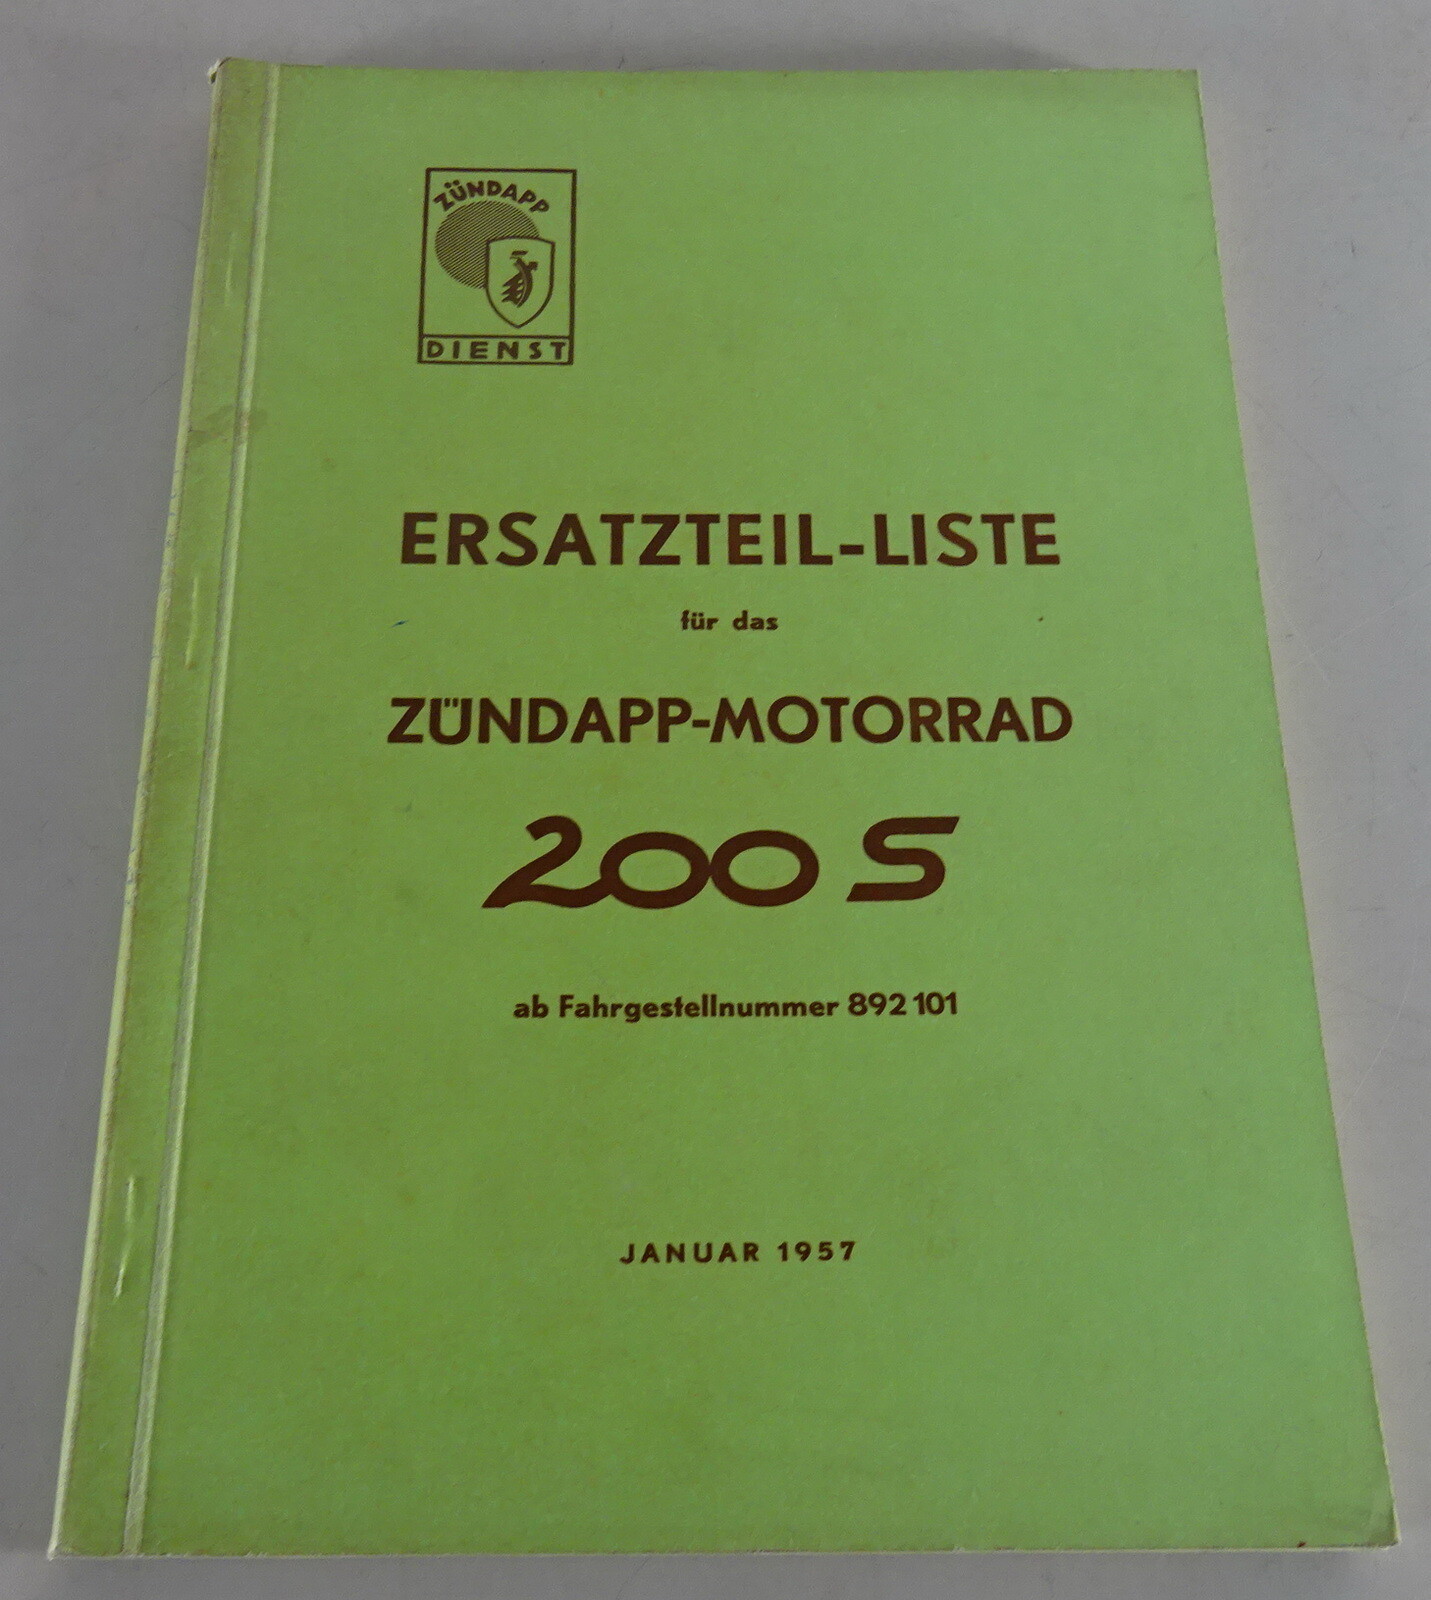 ZÜNDAPP
DIENST
ERSATZTEIL-LISTE
für das
ZÜNDAPP-MOTORRAD
200 S
ab Fahrgestellnummer 892 101
JANUAR 1957